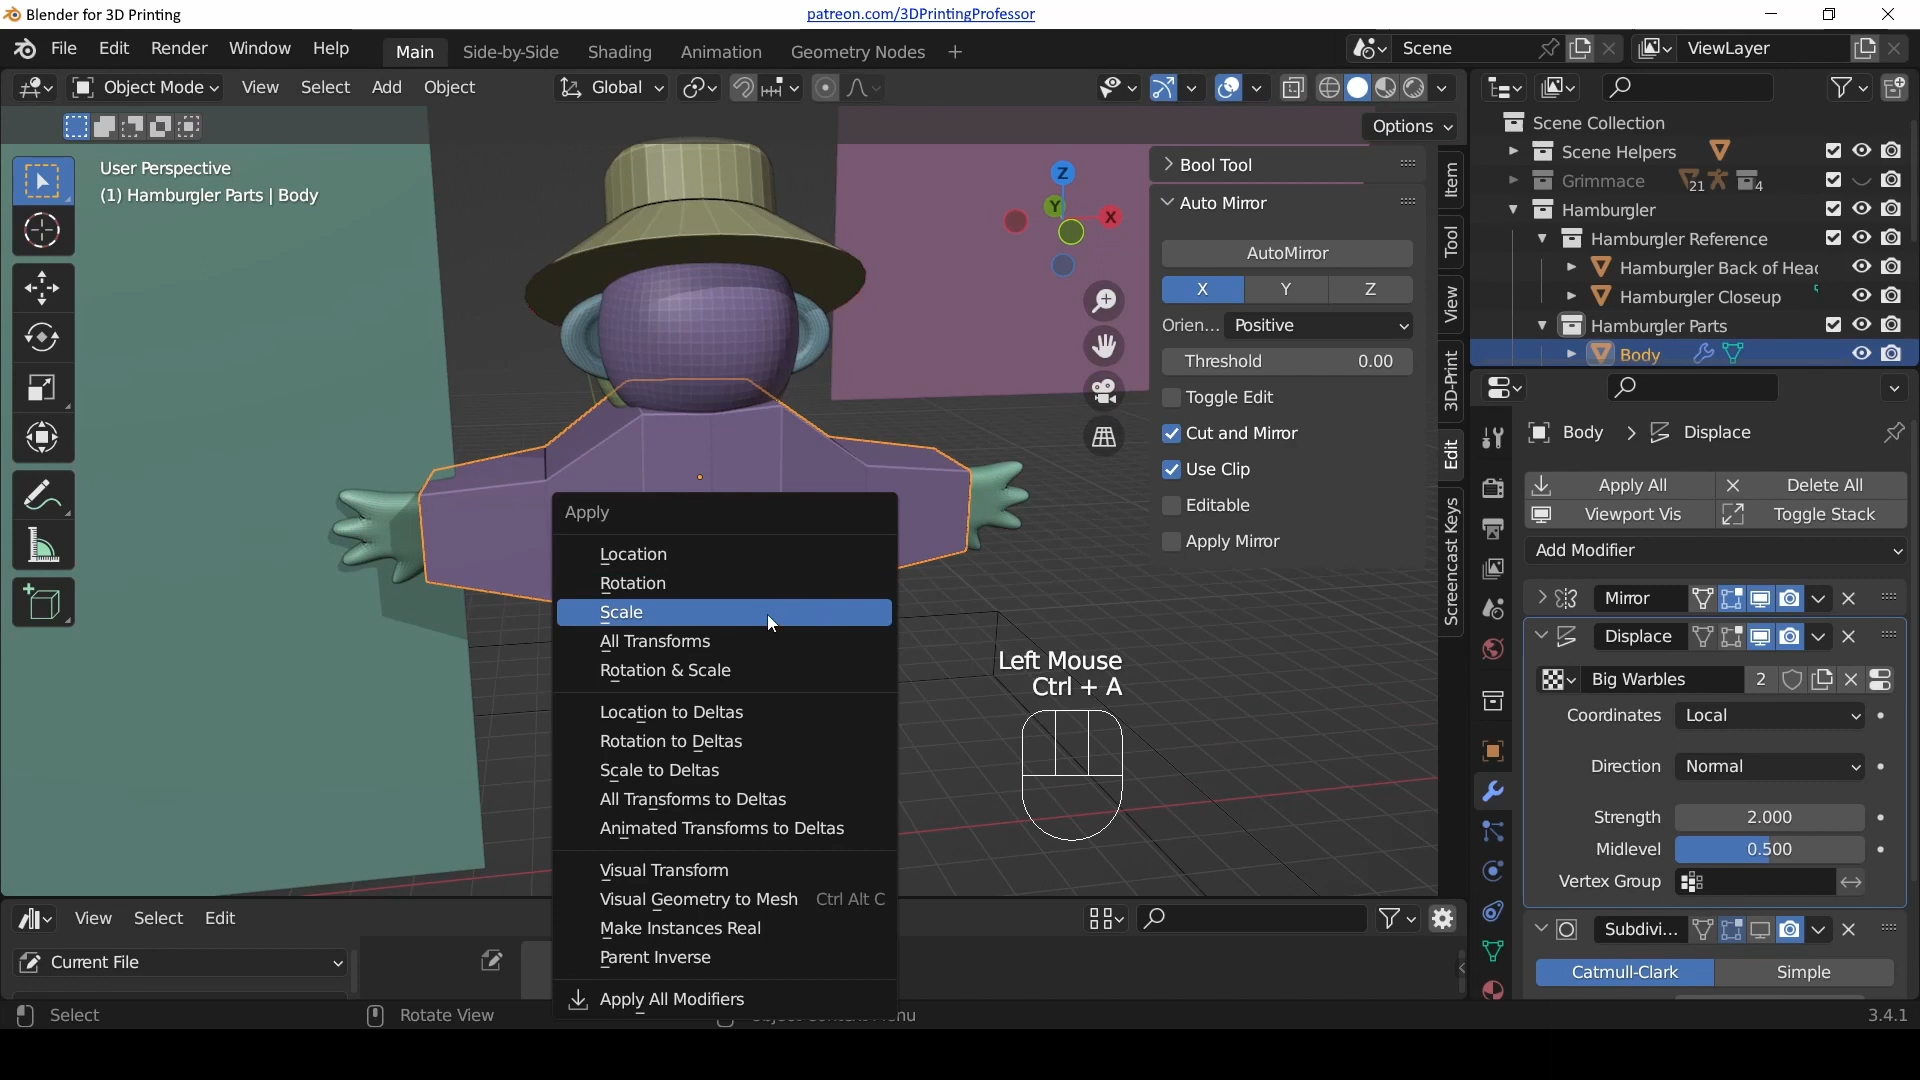 Blender for 3D Printing
patreon.com/3DPrintingProfessor
File Edit Render Window Help
Main Side-by-Side Shading Animation Geometry Nodes +
Scene
ViewLayer
Object Mode View Select Add Object
Global
Options
User Perspective
(1) Hamburgler Parts | Body
Z
Y
X
Bool Tool
Auto Mirror
AutoMirror
X Y Z
Orien... Positive
Threshold 0.00
Toggle Edit
Cut and Mirror
Use Clip
Editable
Apply Mirror
Item
Tool
View
3D-Print
Edit
Screencast Keys
Scene Collection
Scene Helpers
Grimmace 21 4
Hamburgler
Hamburgler Reference
Hamburgler Back of Head
Hamburgler Closeup
Hamburgler Parts
Body
Body > Displace
Apply All Delete All
Viewport Vis Toggle Stack
Add Modifier
Mirror
Displace
Big Warbles 2
Coordinates Local
Direction Normal
Strength 2.000
Midlevel 0.500
Vertex Group
Subdivi...
Catmull-Clark Simple
Apply
Location
Rotation
Scale
All Transforms
Rotation & Scale
Location to Deltas
Rotation to Deltas
Scale to Deltas
All Transforms to Deltas
Animated Transforms to Deltas
Visual Transform
Visual Geometry to Mesh Ctrl Alt C
Make Instances Real
Parent Inverse
Apply All Modifiers
Left Mouse
Ctrl + A
View Select Edit
Current File
Select
Rotate View
3.4.1